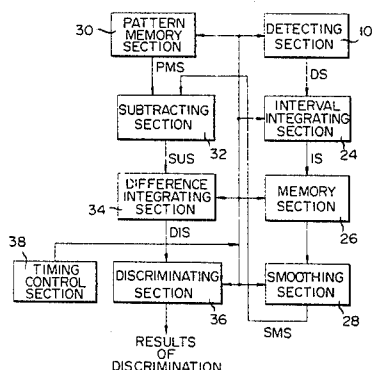 30
PATTERN
MEMORY
SECTION
DETECTING
SECTION
10
PMS
DS
SUBTRACTING
SECTION
32
INTERVAL
INTEGRATING
SECTION
24
SUS
IS
34
DIFFERENCE
INTEGRATING
SECTION
MEMORY
SECTION
26
38
TIMING
CONTROL
SECTION
DIS
DISCRIMINATING
SECTION
36
SMOOTHING
SECTION
28
SMS
RESULTS
OF
DISCRIMINATION